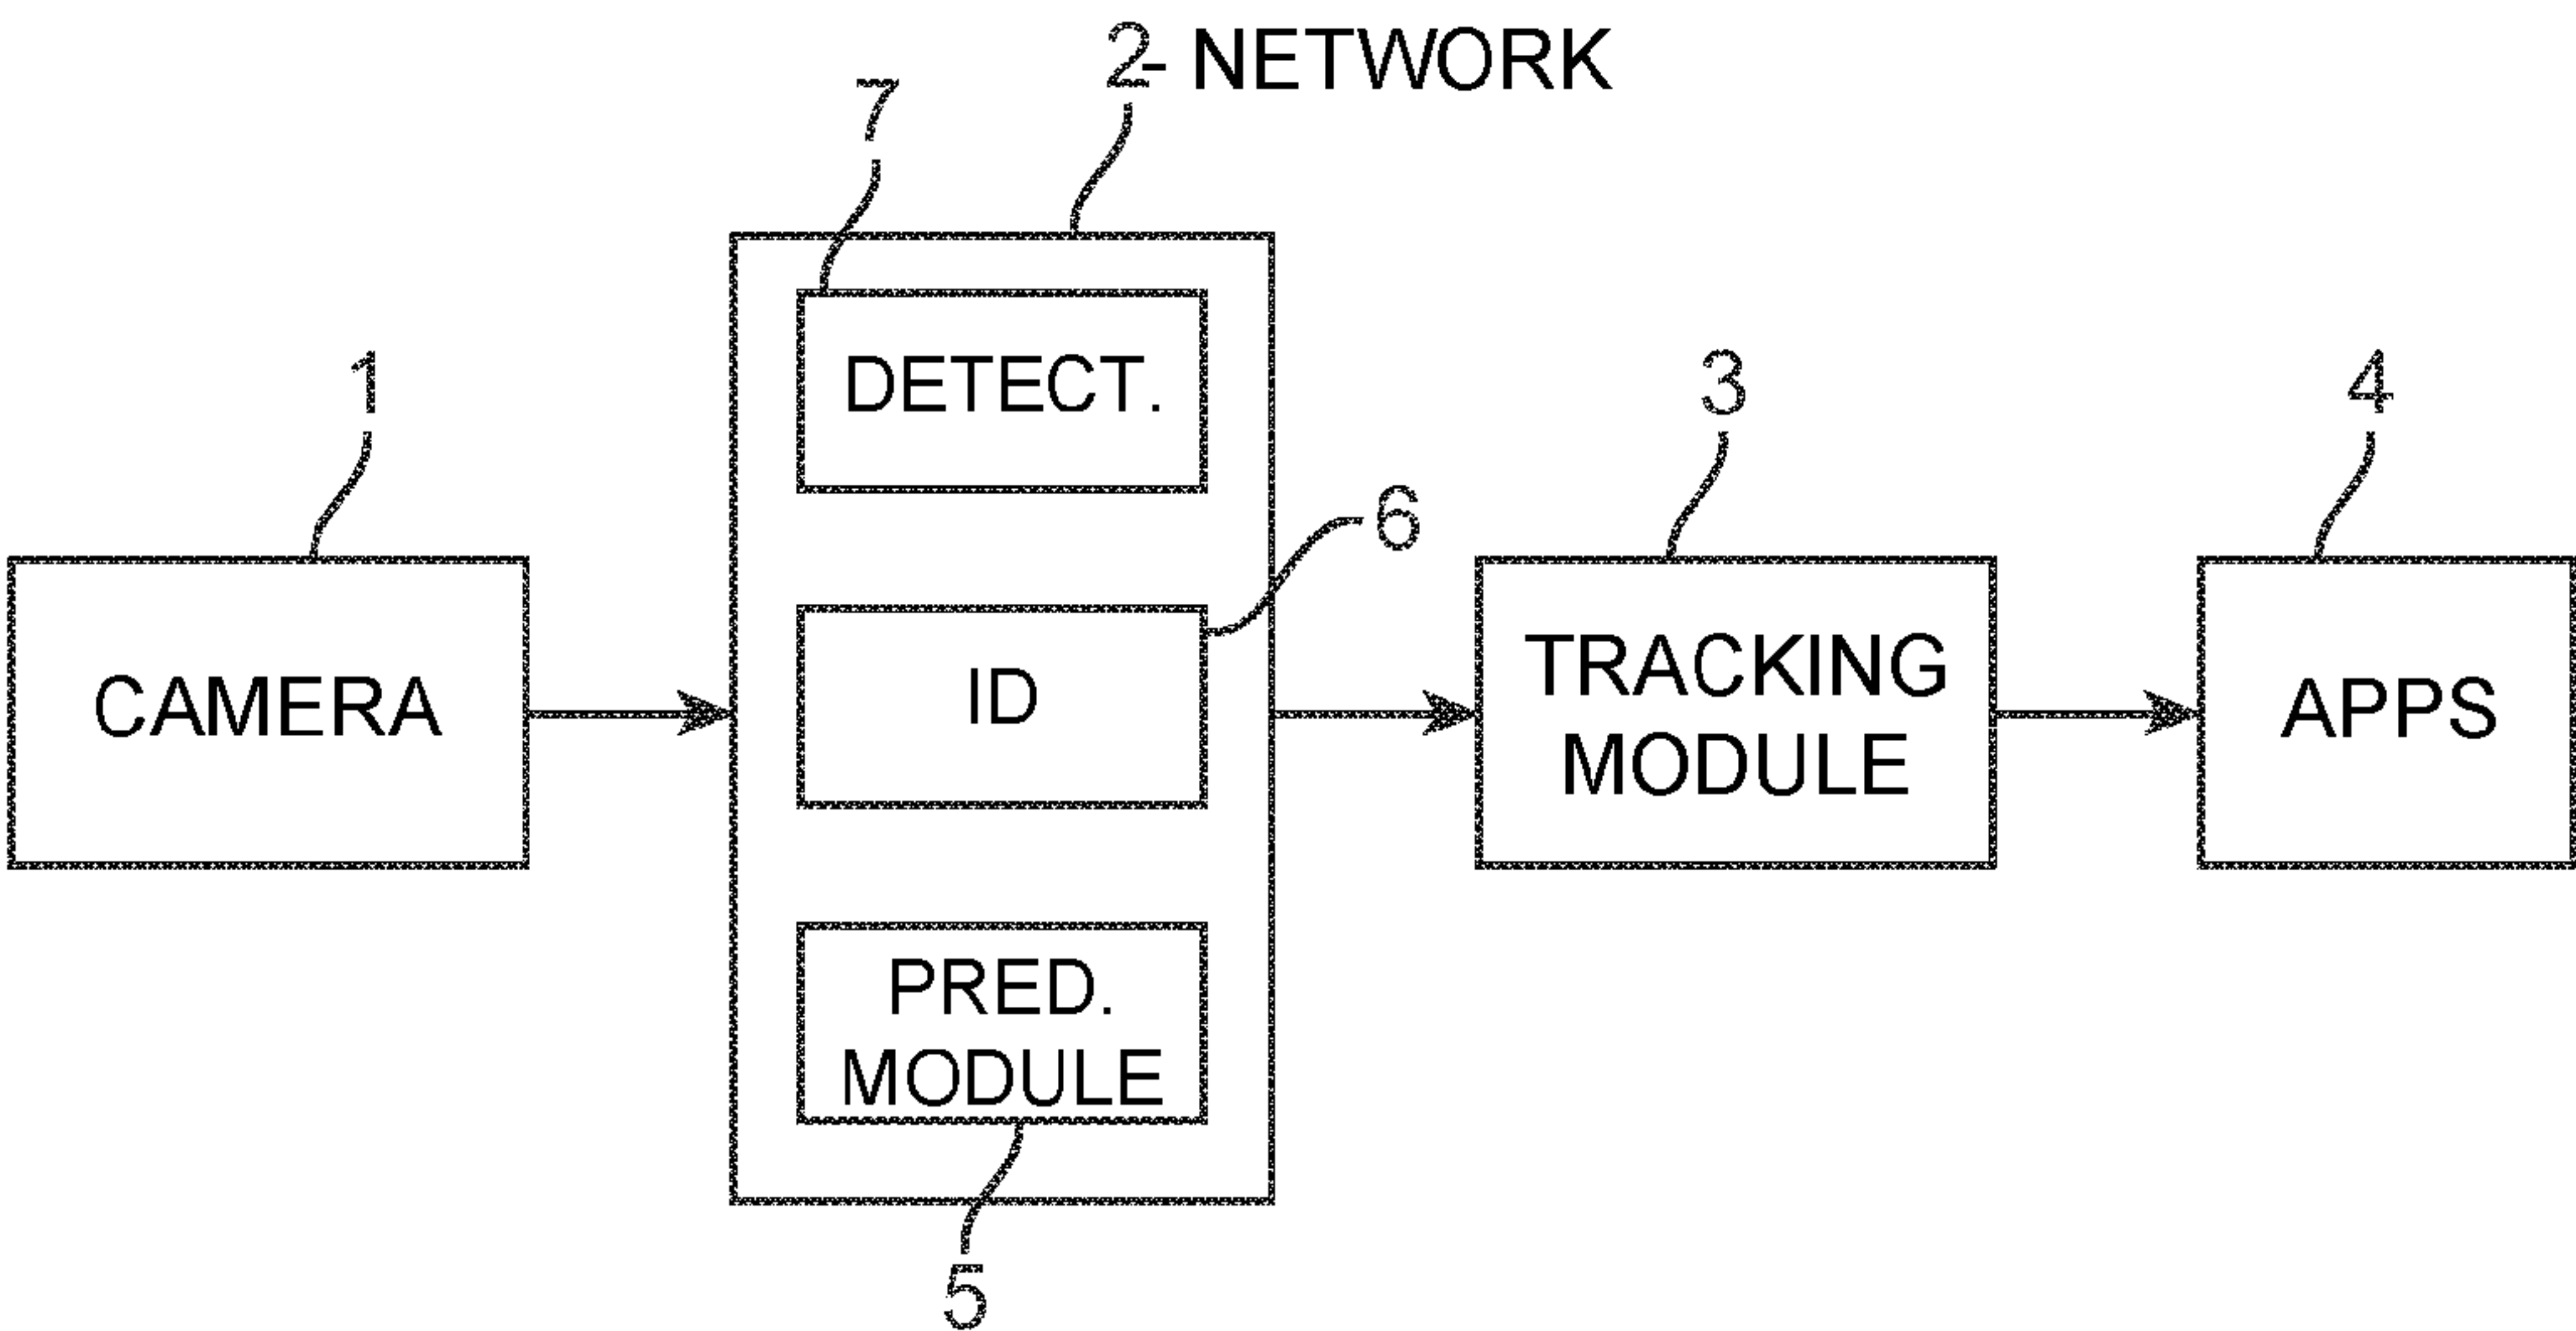 2- NETWORK
7
DETECT.
1
CAMERA
6
ID
PRED.
MODULE
5
3
TRACKING
MODULE
4
APPS